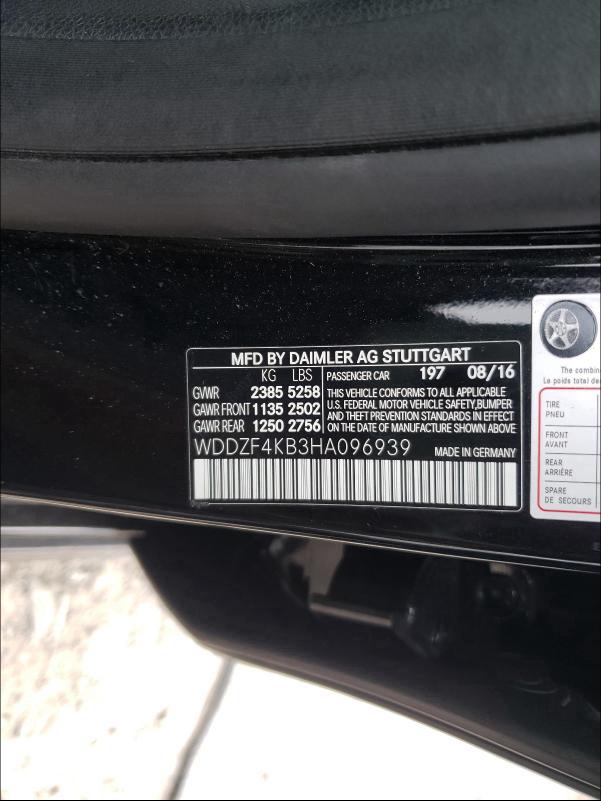 MFD BY DAIMLER AG STUTTGART
KG LBS PASSENGER CAR 197 08/16
GVWR 2385 5258 THIS VEHICLE CONFORMS TO ALL APPLICABLE
GAWR FRONT 1135 2502 U.S. FEDERAL MOTOR VEHICLE SAFETY,BUMPER
AND THEFT PREVENTION STANDARDS IN EFFECT
GAWR REAR 1250 2756 ON THE DATE OF MANUFACTURE SHOWN ABOVE
WDDZF4KB3HA096939 MADE IN GERMANY
The combin
Le poids total de
TIRE
PNEU
FRONT
AVANT
REAR
ARRIÈRE
SPARE
DE SECOURS